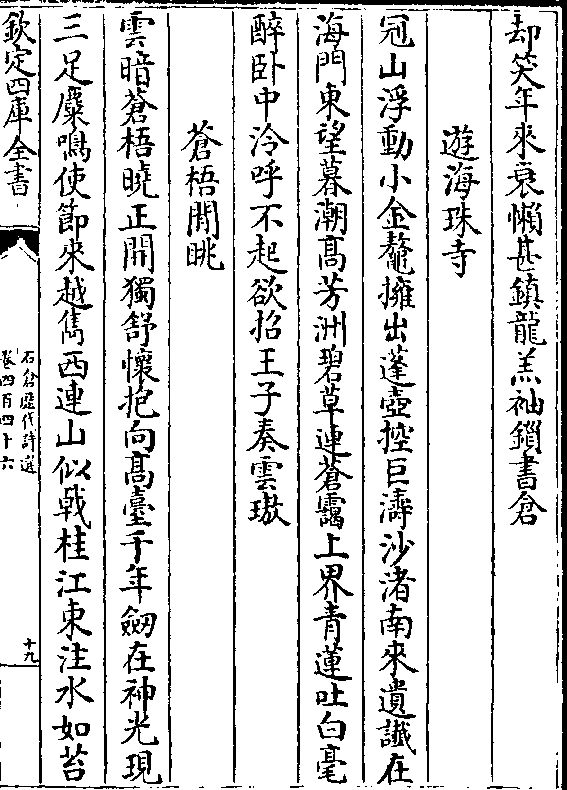 却笑年來衰懶甚鎮龍羔袖鎻書倉
遊海珠寺
冠山浮動小金鼇擁出蓬壺控巨濤沙渚南來遺讖在
海門東望暮潮髙芳洲碧草連蒼靄上界青蓮吐白毫
醉卧中泠呼不起欲招王子奏雲璈
蒼梧閒眺
雲暗蒼梧曉正開獨舒懷抱向髙臺千年劒在神光現
三足麋鳴使節來越嶲西連山似㦸桂江東注水如苔
欽定四庫全書
石倉歷代詩選
卷四百四十六
十九